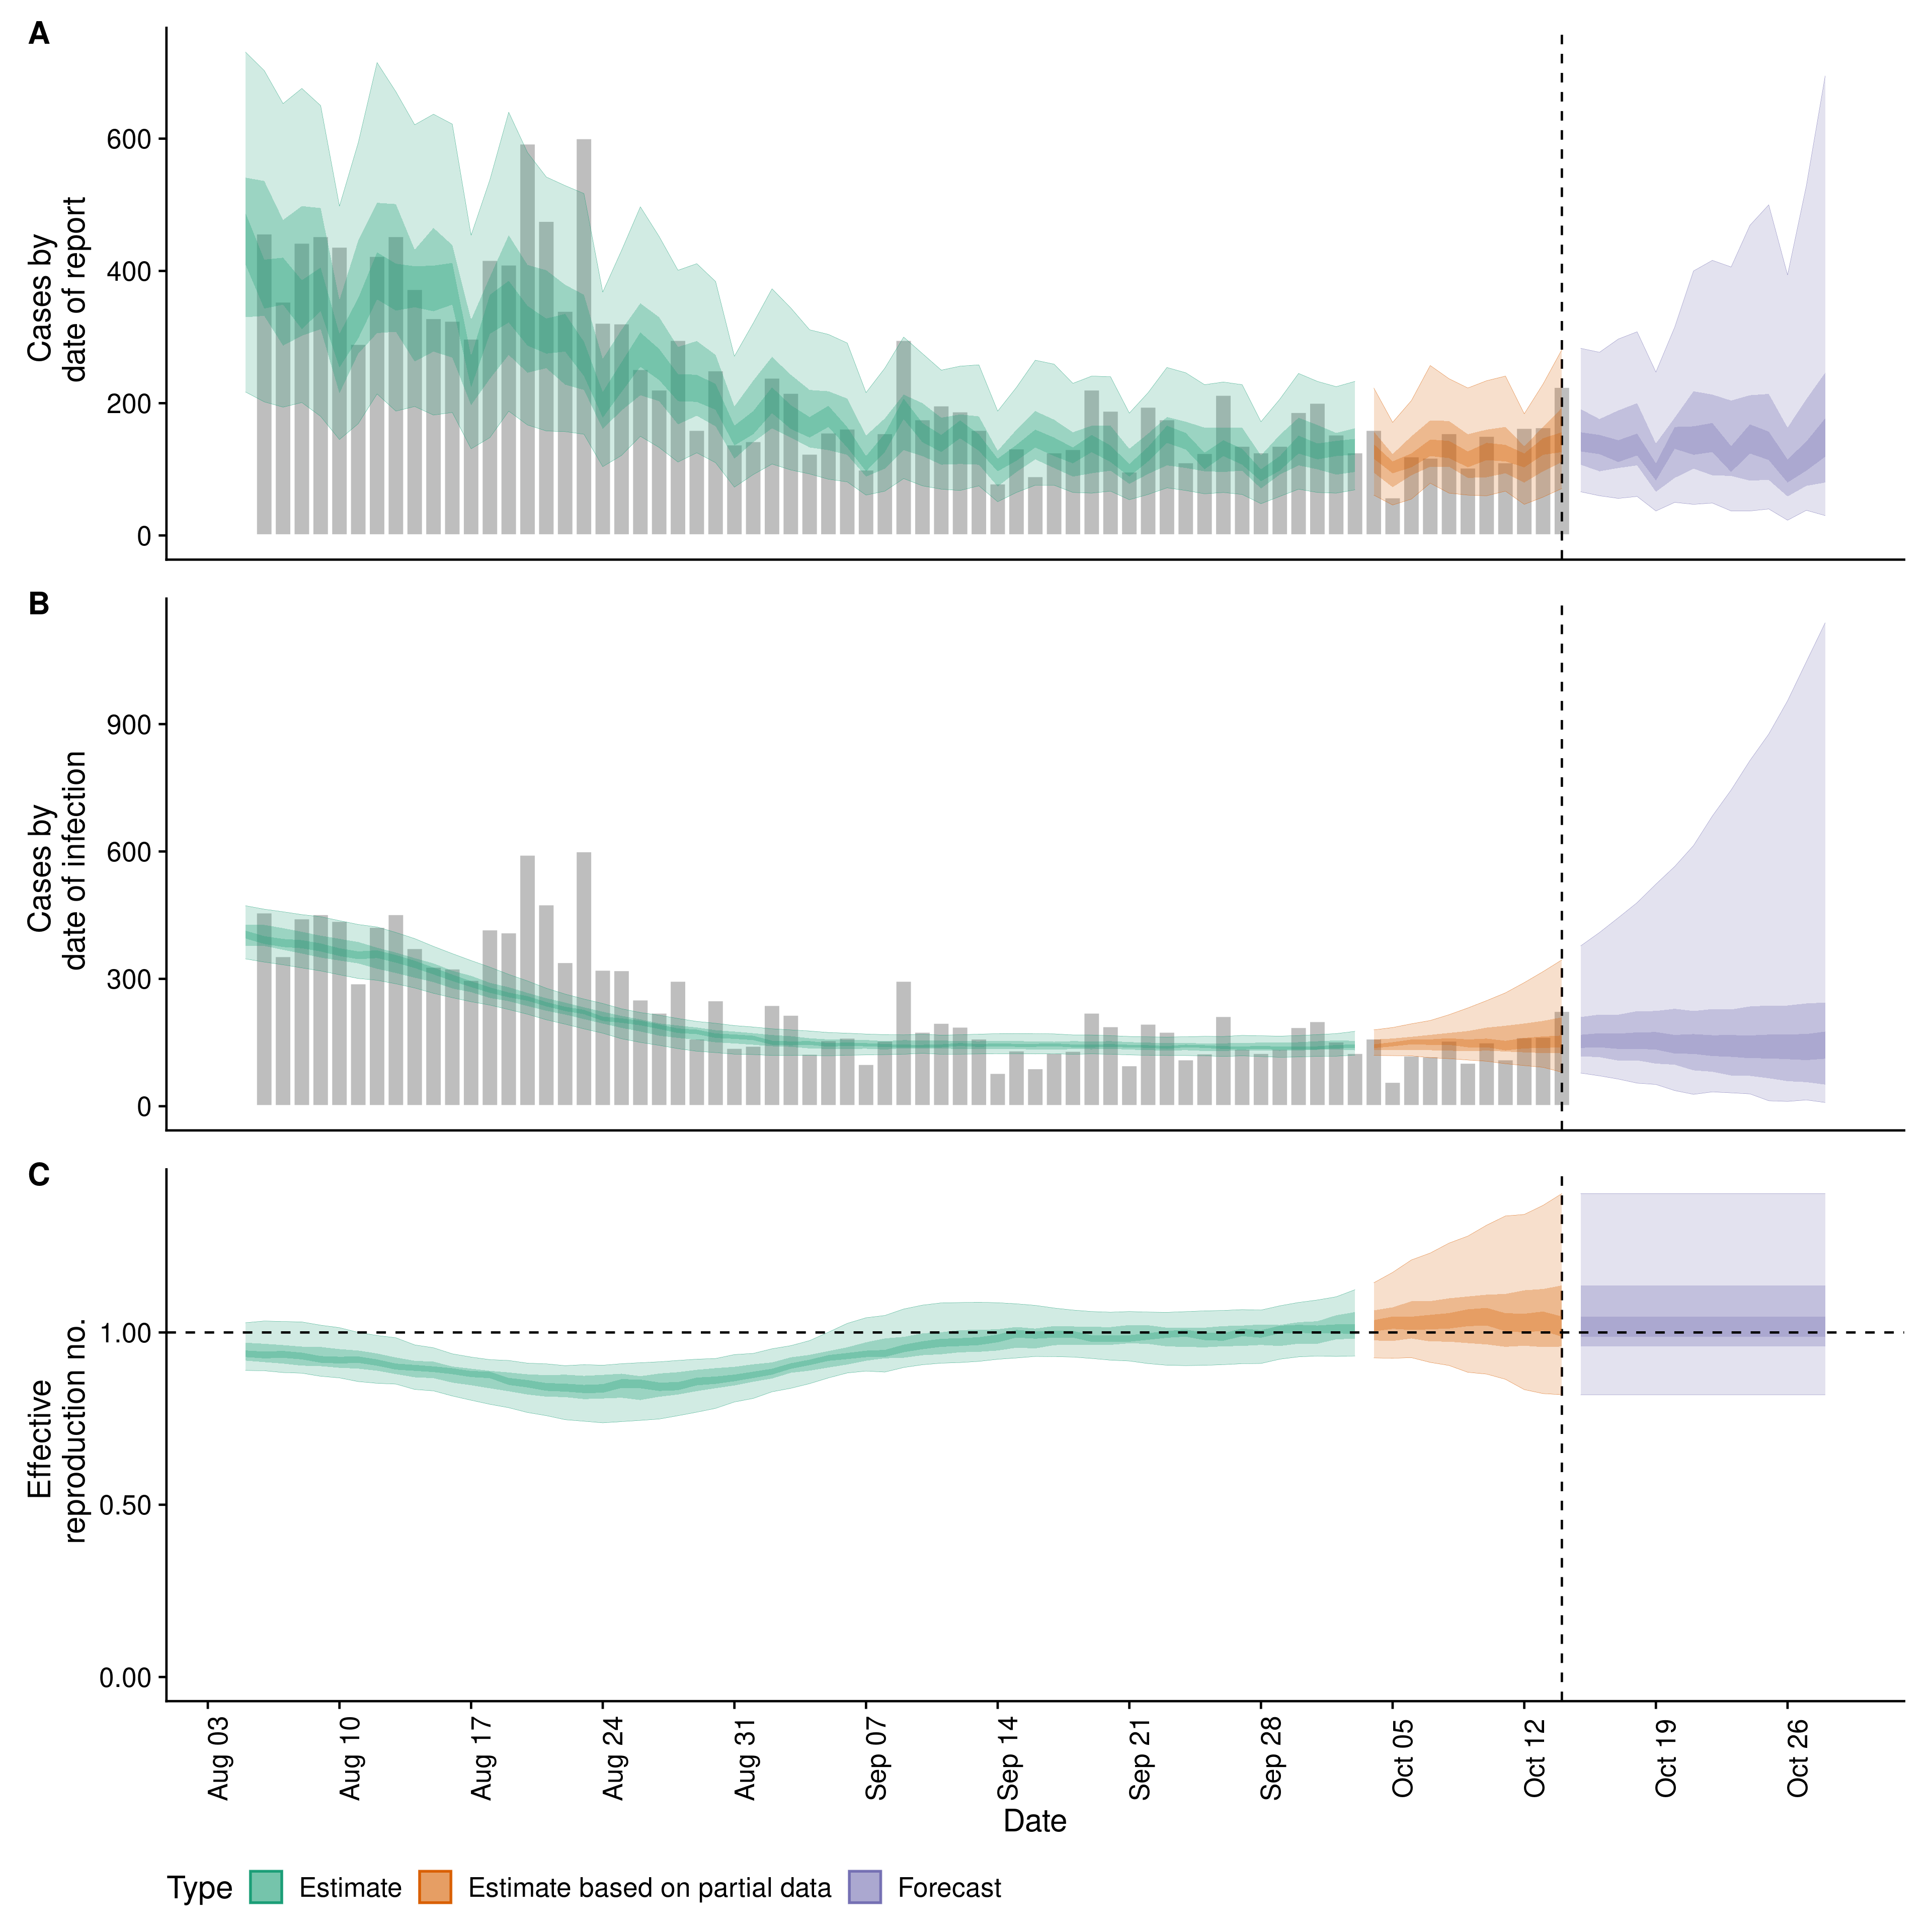 A
Cases by
date of report
600
400
200
0
B
Cases by
date of infection
900
600
300
0
C
Effective
reproduction no.
1.00
0.50
0.00
Aug 03
Aug 10
Aug 17
Aug 24
Aug 31
Sep 07
Sep 14
Sep 21
Sep 28
Oct 05
Oct 12
Oct 19
Oct 26
Date
Type Estimate Estimate based on partial data Forecast